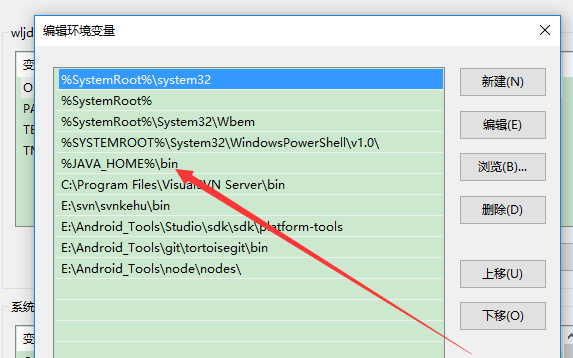 编辑环境变量
wljd
变
O
PA
TE
TM
%SystemRoot%\system32
%SystemRoot%
%SystemRoot%\System32\Wbem
%SYSTEMROOT%\System32\WindowsPowerShell\v1.0\
%JAVA_HOME%\bin
C:\Program Files\VisualSVN Server\bin
E:\svn\svnkehu\bin
E:\Android_Tools\Studio\sdk\sdk\platform-tools
E:\Android_Tools\git\tortoisegit\bin
E:\Android_Tools\node\nodes\
新建(N)
编辑(E)
浏览(B)...
删除(D)
上移(U)
下移(O)
系统
变